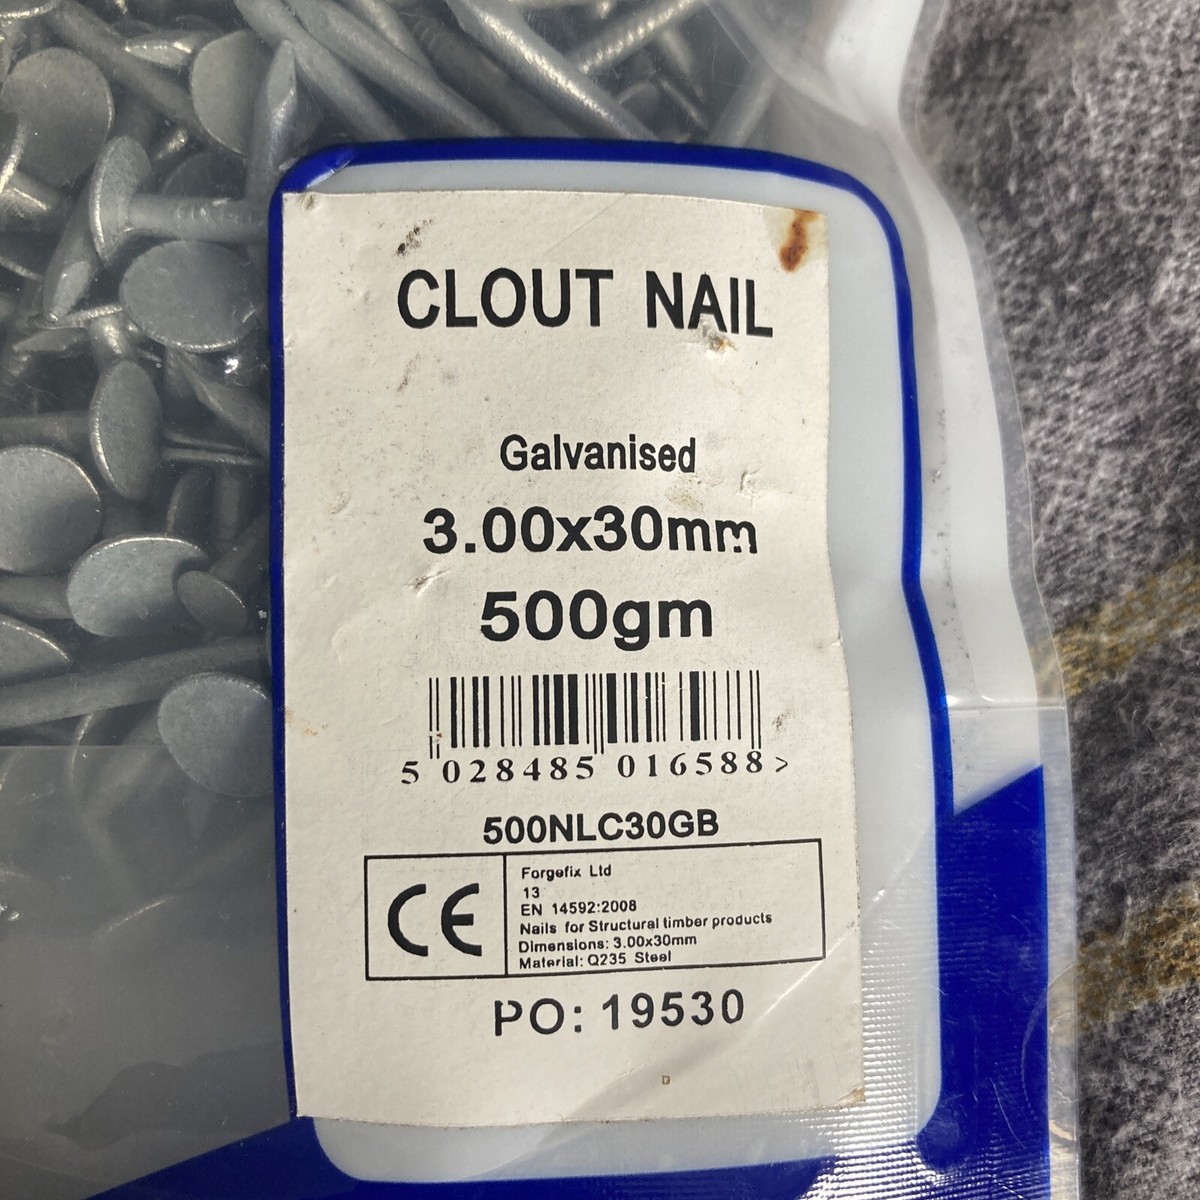 CLOUT NAIL
Galvanised
3.00x30mm
500gm
5 028485 016588 >
500NLC30GB
CE
Forgefix Ltd
13
EN 14592:2008
Nails for Structural timber products
Dimensions: 3.00x30mm
Material: Q235 Steel
PO: 19530